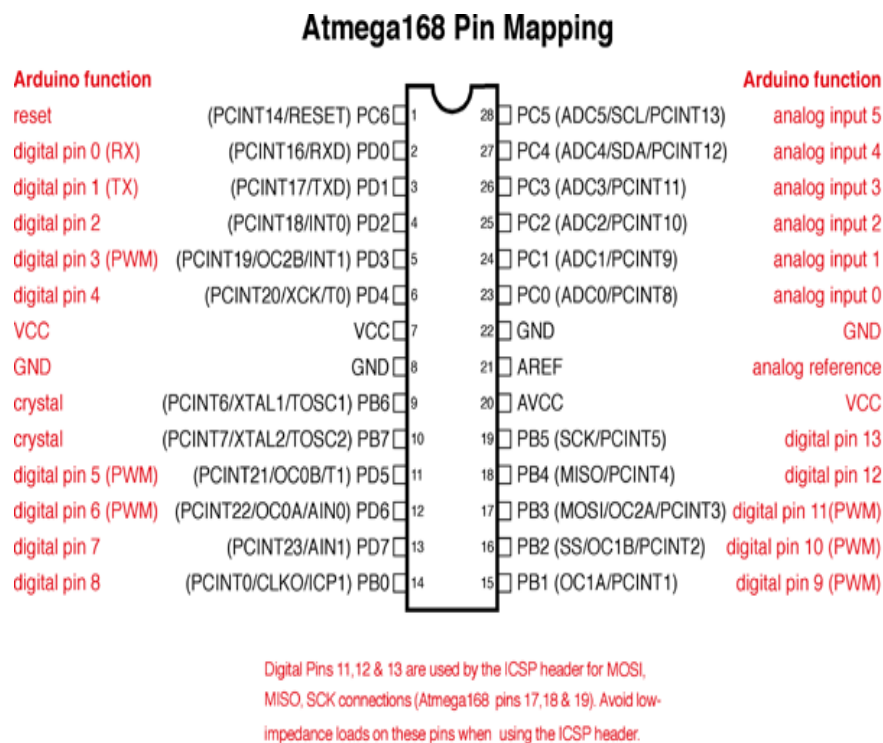 Atmega168 Pin Mapping
Arduino function Arduino function
reset (PCINT14/RESET) PC6 1 28 PC5 (ADC5/SCL/PCINT13) analog input 5
digital pin 0 (RX) (PCINT16/RXD) PD0 2 27 PC4 (ADC4/SDA/PCINT12) analog input 4
digital pin 1 (TX) (PCINT17/TXD) PD1 3 26 PC3 (ADC3/PCINT11) analog input 3
digital pin 2 (PCINT18/INT0) PD2 4 25 PC2 (ADC2/PCINT10) analog input 2
digital pin 3 (PWM) (PCINT19/OC2B/INT1) PD3 5 24 PC1 (ADC1/PCINT9) analog input 1
digital pin 4 (PCINT20/XCK/T0) PD4 6 23 PC0 (ADC0/PCINT8) analog input 0
VCC VCC 7 22 GND GND
GND GND 8 21 AREF analog reference
crystal (PCINT6/XTAL1/TOSC1) PB6 9 20 AVCC VCC
crystal (PCINT7/XTAL2/TOSC2) PB7 10 19 PB5 (SCK/PCINT5) digital pin 13
digital pin 5 (PWM) (PCINT21/OC0B/T1) PD5 11 18 PB4 (MISO/PCINT4) digital pin 12
digital pin 6 (PWM) (PCINT22/OC0A/AIN0) PD6 12 17 PB3 (MOSI/OC2A/PCINT3) digital pin 11(PWM)
digital pin 7 (PCINT23/AIN1) PD7 13 16 PB2 (SS/OC1B/PCINT2) digital pin 10 (PWM)
digital pin 8 (PCINT0/CLKO/ICP1) PB0 14 15 PB1 (OC1A/PCINT1) digital pin 9 (PWM)
Digital Pins 11,12 & 13 are used by the ICSP header for MOSI,
MISO, SCK connections (Atmega168 pins 17,18 & 19). Avoid low-
impedance loads on these pins when using the ICSP header.